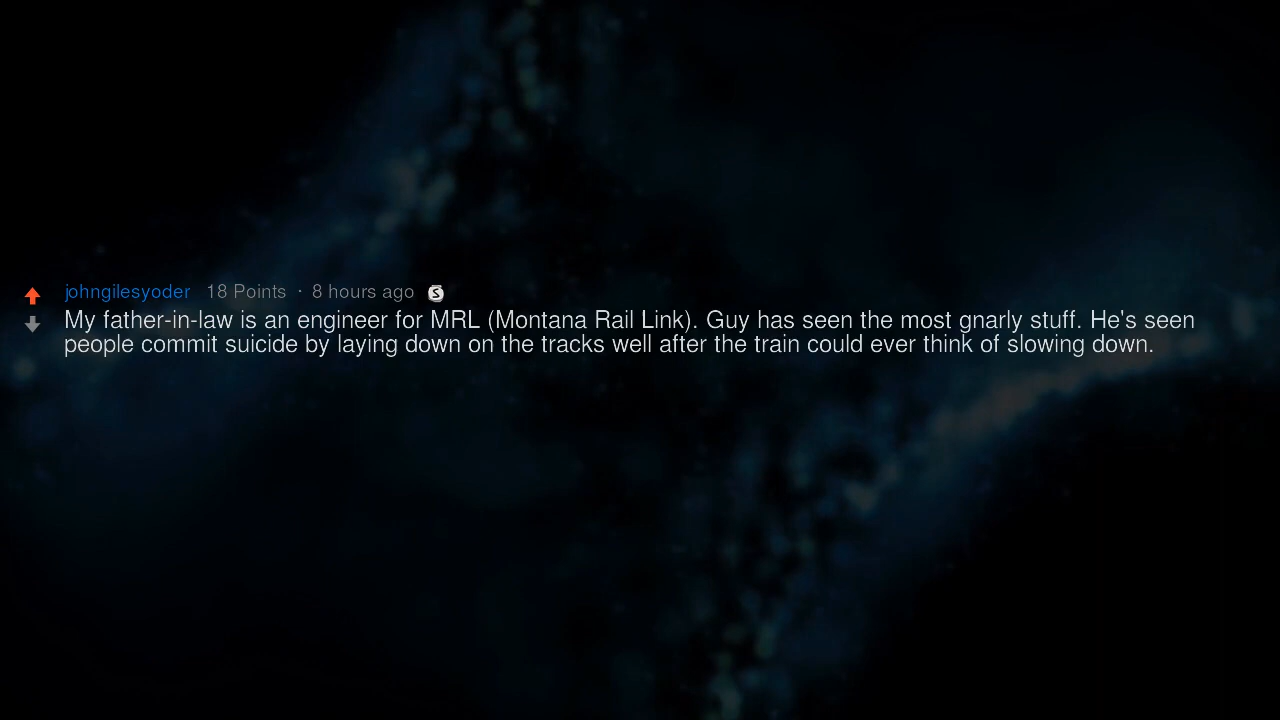 johngilesyoder 18 Points · 8 hours ago
My father-in-law is an engineer for MRL (Montana Rail Link). Guy has seen the most gnarly stuff. He's seen
people commit suicide by laying down on the tracks well after the train could ever think of slowing down.